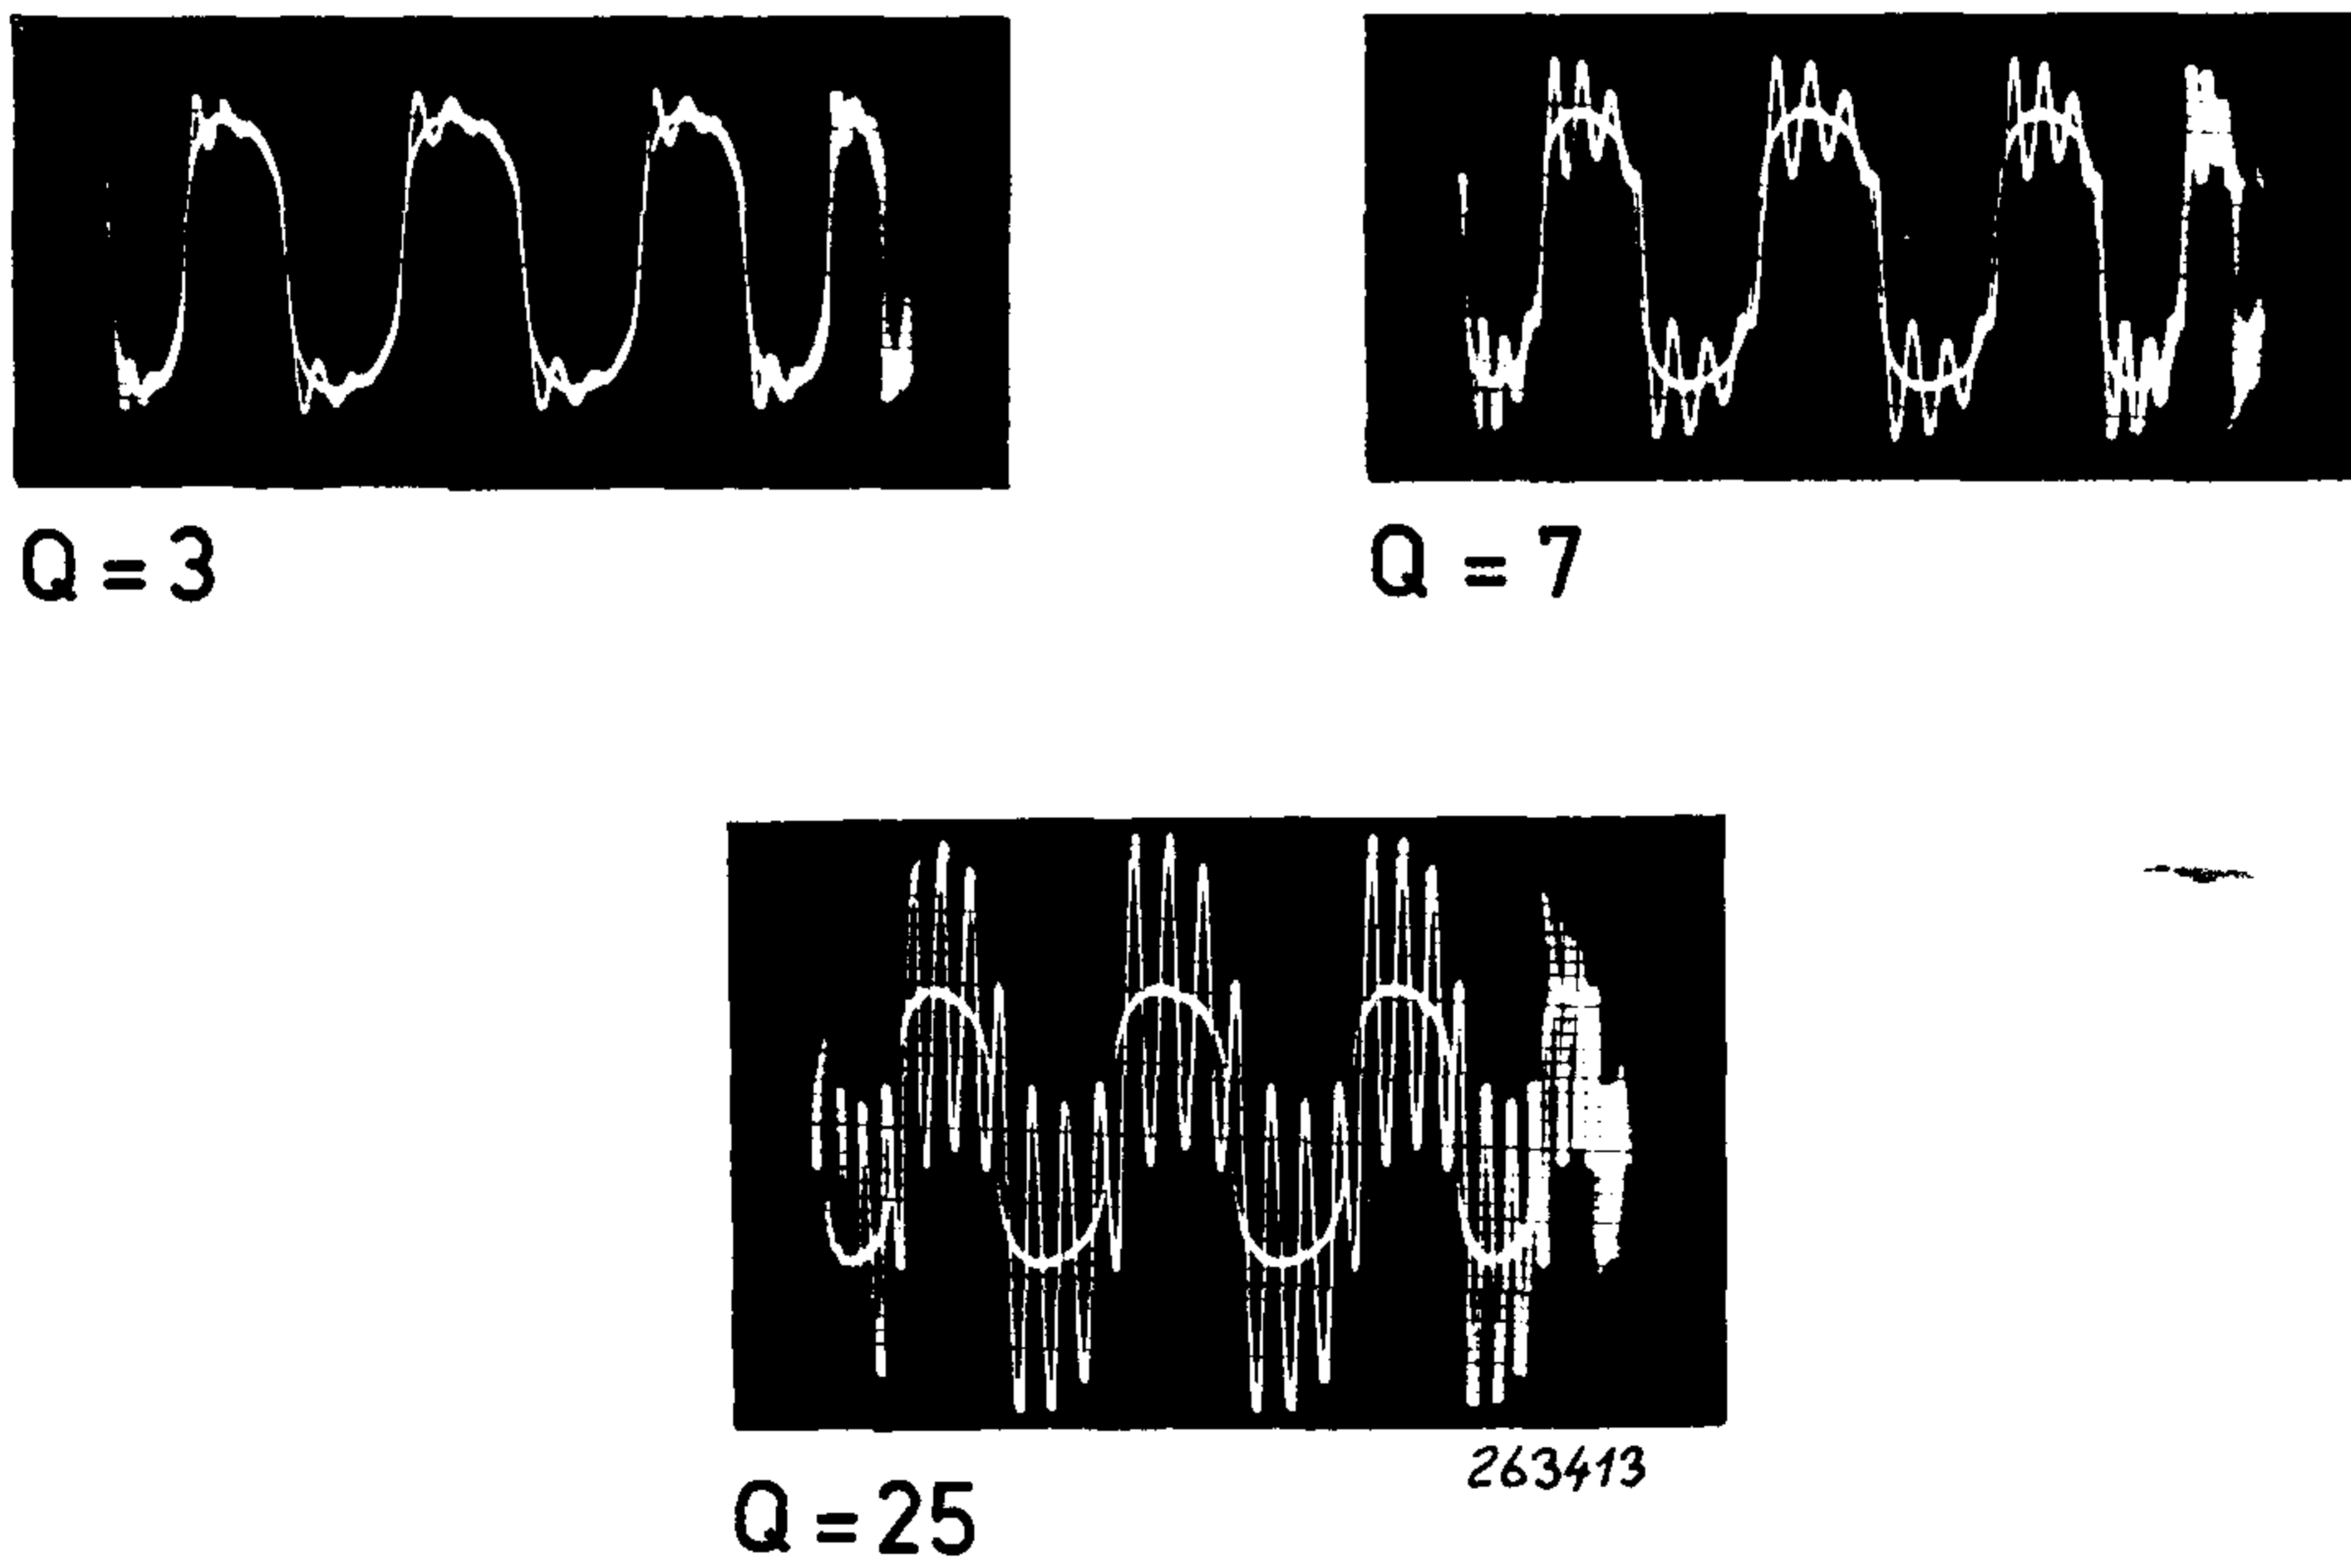 Q = 3
Q = 7
263413
Q = 25